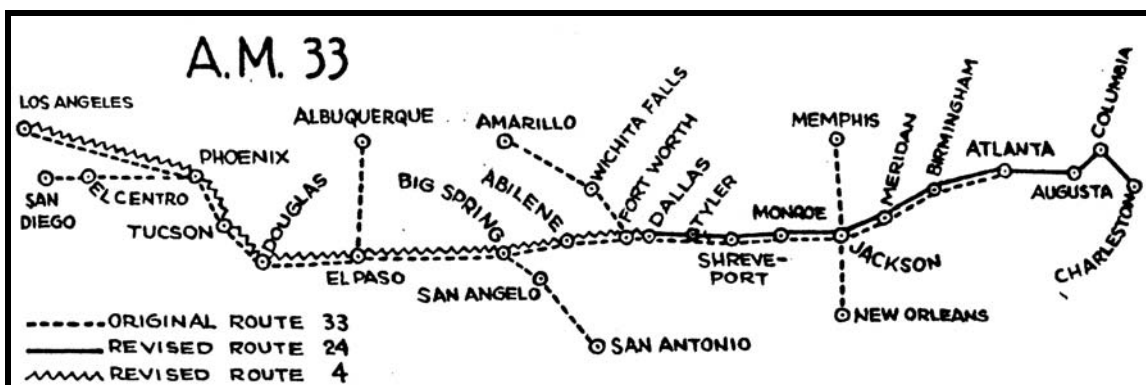 A.M. 33
LOS ANGELES
SAN
DIEGO
EL CENTRO
PHOENIX
TUCSON
DOUGLAS
ALBUQUERQUE
EL PASO
BIG SPRING
SAN ANGELO
SAN ANTONIO
ABILENE
AMARILLO
WICHITA FALLS
FORT WORTH
DALLAS
TYLER
SHREVE-
PORT
MONROE
MEMPHIS
JACKSON
NEW ORLEANS
MERIDAN
BIRMINGHAM
ATLANTA
AUGUSTA
COLUMBIA
CHARLESTON
ORIGINAL ROUTE 33
REVISED ROUTE 24
REVISED ROUTE 4